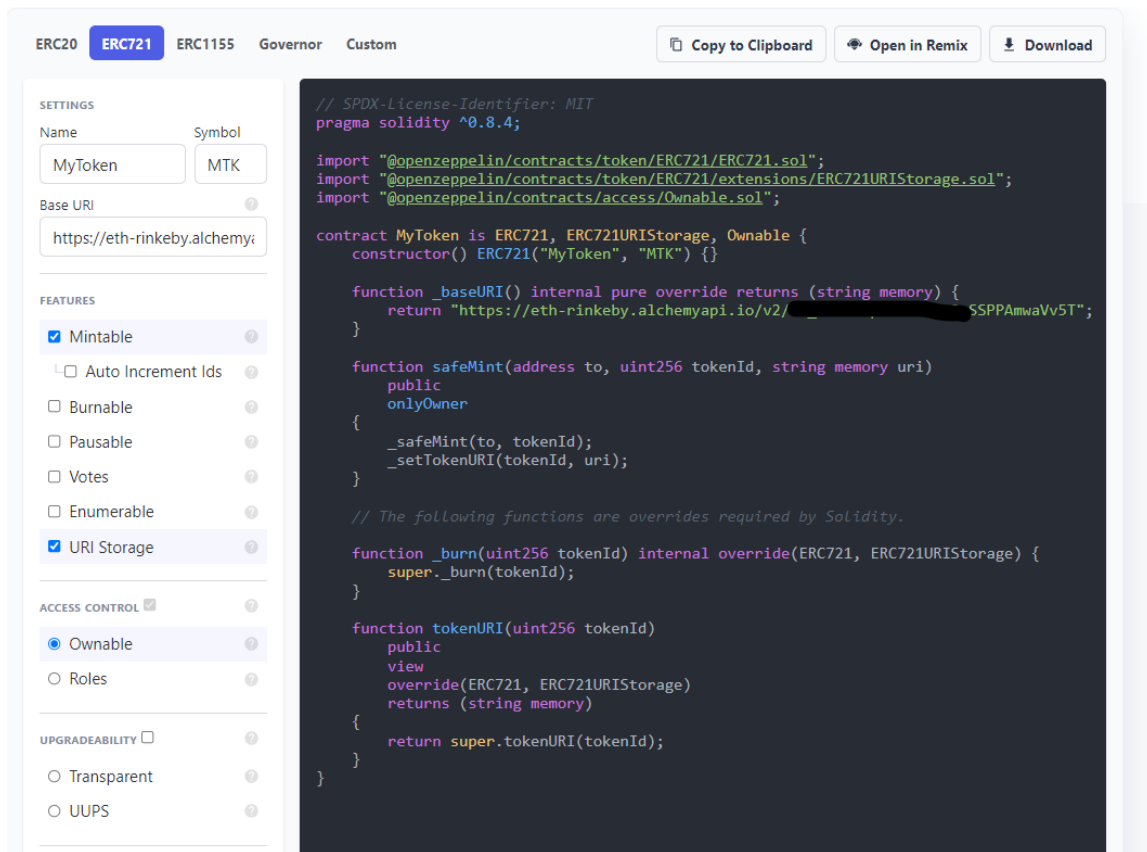 ERC20 ERC721 ERC1155 Governor Custom Copy to Clipboard Open in Remix Download
SETTINGS
Name Symbol
MyToken MTK
Base URI
https://eth-rinkeby.alchemya
FEATURES
Mintable
Auto Increment Ids
Burnable
Pausable
Votes
Enumerable
URI Storage
ACCESS CONTROL
Ownable
Roles
UPGRADEABILITY
Transparent
UUPS
// SPDX-License-Identifier: MIT
pragma solidity ^0.8.4;
import "@openzeppelin/contracts/token/ERC721/ERC721.sol";
import "@openzeppelin/contracts/token/ERC721/extensions/ERC721URIStorage.sol";
import "@openzeppelin/contracts/access/Ownable.sol";
contract MyToken is ERC721, ERC721URIStorage, Ownable {
constructor() ERC721("MyToken", "MTK") {}
function _baseURI() internal pure override returns (string memory) {
return "https://eth-rinkeby.alchemyapi.io/v2/ SSPPAmwaVv5T";
}
function safeMint(address to, uint256 tokenId, string memory uri)
public
onlyOwner
{
_safeMint(to, tokenId);
_setTokenURI(tokenId, uri);
}
// The following functions are overrides required by Solidity.
function _burn(uint256 tokenId) internal override(ERC721, ERC721URIStorage) {
super._burn(tokenId);
}
function tokenURI(uint256 tokenId)
public
view
override(ERC721, ERC721URIStorage)
returns (string memory)
{
return super.tokenURI(tokenId);
}
}